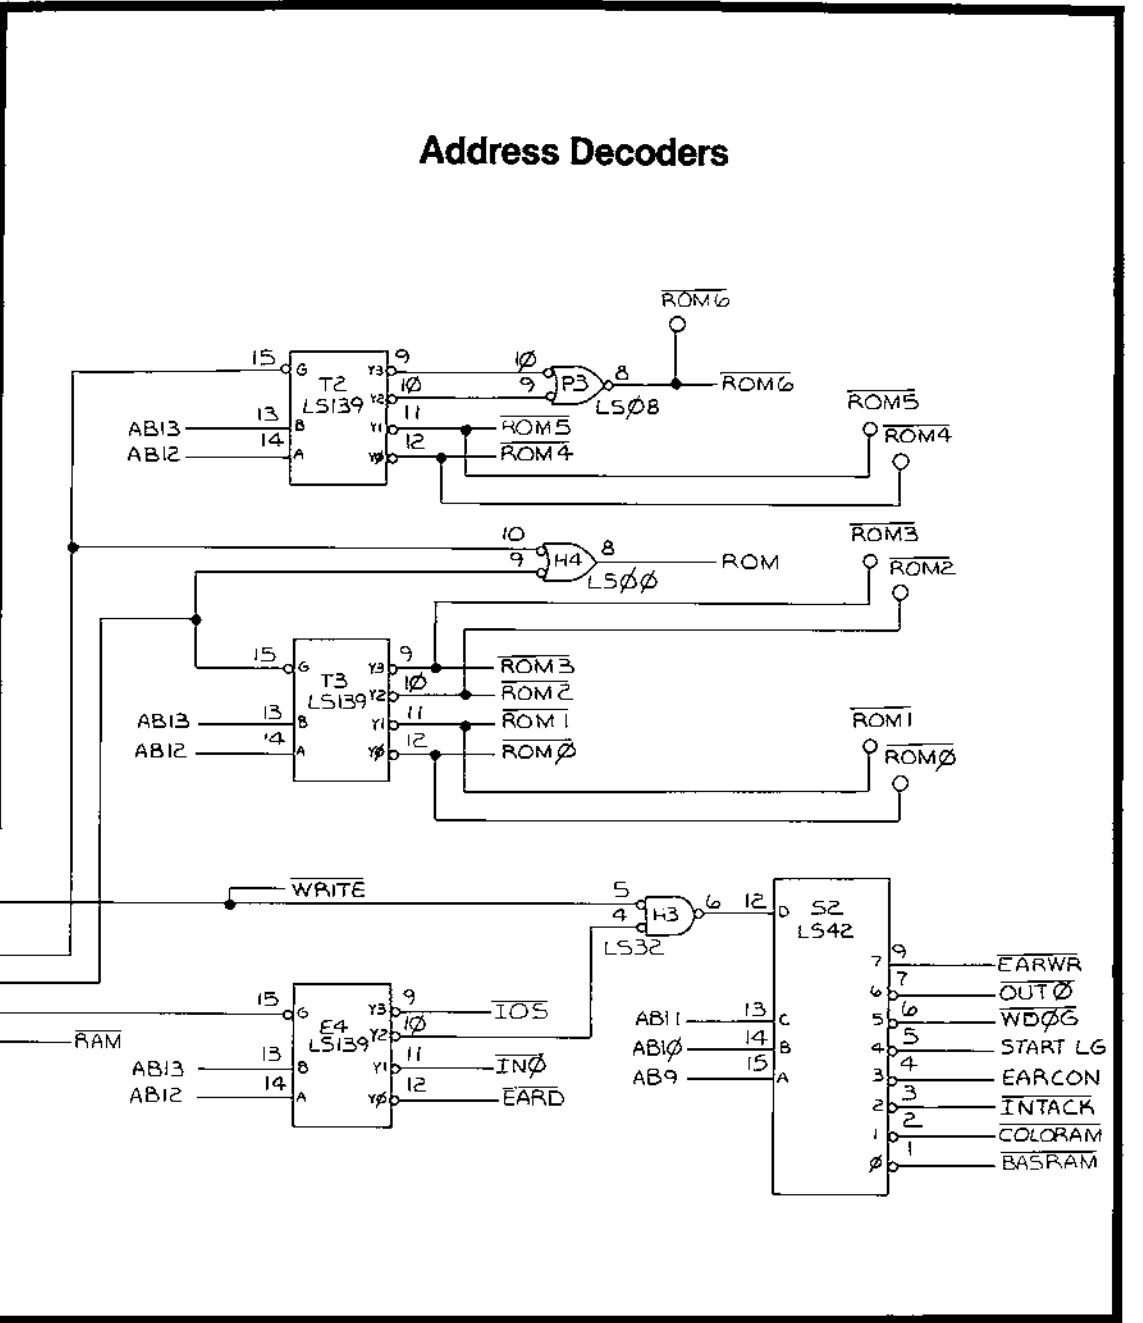 Address Decoders
ROM6
15 G T2 LS139 Y3 9 10 P3 8 ROM6
Y2 10 9 LSØ8
AB13 13 B Y1 11 ROM5
AB12 14 A YØ 12 ROM4
ROM5
ROM4
10 H4 8 ROM
9 LSØØ
ROM3
ROM2
15 G T3 LS139 Y3 9 ROM3
Y2 10 ROM2
AB13 13 B Y1 11 ROM1
AB12 14 A YØ 12 ROMØ
ROM1
ROMØ
WRITE
5 H3 6 12 D S2
4 LS32 LS42
15 G E4 LS139 Y3 9 IOS
RAM
Y2 10
AB13 13 B Y1 11 INØ
AB12 14 A YØ 12 EARD
AB11 13 C
AB1Ø 14 B
AB9 15 A
7 9 EARWR
6 7 OUTØ
5 6 WDØG
4 5 START LG
3 4 EARCON
2 3 INTACK
1 2 COLORAM
Ø 1 BASRAM